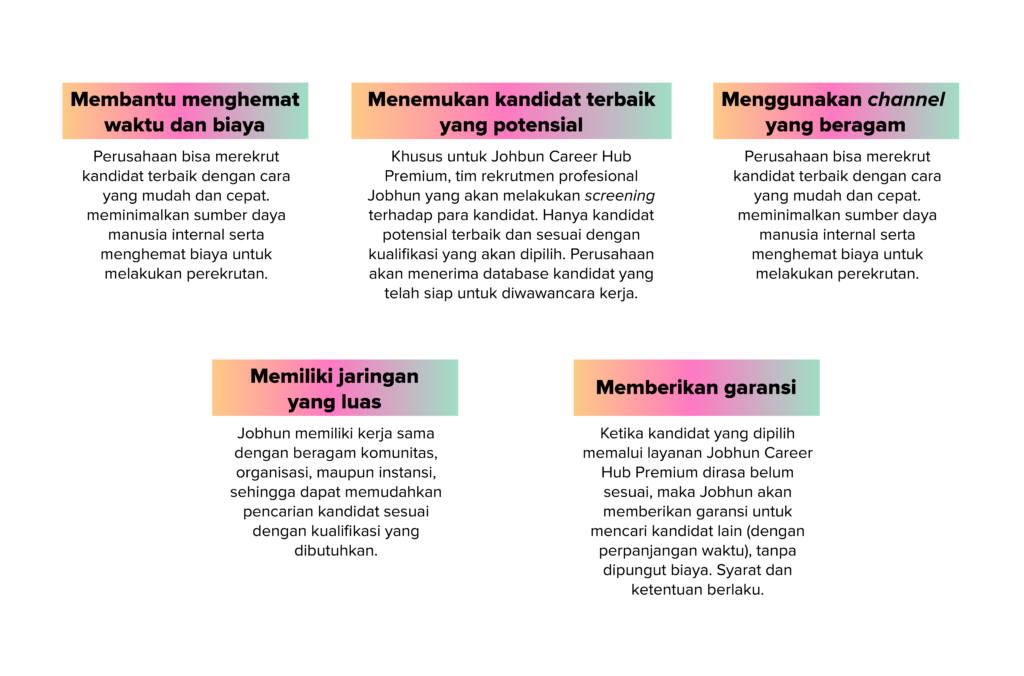 Membantu menghemat
waktu dan biaya
Perusahaan bisa merekrut
kandidat terbaik dengan cara
yang mudah dan cepat.
meminimalkan sumber daya
manusia internal serta
menghemat biaya untuk
melakukan perekrutan.
Menemukan kandidat terbaik
yang potensial
Khusus untuk Johbun Career Hub
Premium, tim rekrutmen profesional
Jobhun yang akan melakukan screening
terhadap para kandidat. Hanya kandidat
potensial terbaik dan sesuai dengan
kualifikasi yang akan dipilih. Perusahaan
akan menerima database kandidat yang
telah siap untuk diwawancara kerja.
Menggunakan channel
yang beragam
Perusahaan bisa merekrut
kandidat terbaik dengan cara
yang mudah dan cepat.
meminimalkan sumber daya
manusia internal serta
menghemat biaya untuk
melakukan perekrutan.
Memiliki jaringan
yang luas
Jobhun memiliki kerja sama
dengan beragam komunitas,
organisasi, maupun instansi,
sehingga dapat memudahkan
pencarian kandidat sesuai
dengan kualifikasi yang
dibutuhkan.
Memberikan garansi
Ketika kandidat yang dipilih
memalui layanan Jobhun Career
Hub Premium dirasa belum
sesuai, maka Jobhun akan
memberikan garansi untuk
mencari kandidat lain (dengan
perpanjangan waktu), tanpa
dipungut biaya. Syarat dan
ketentuan berlaku.